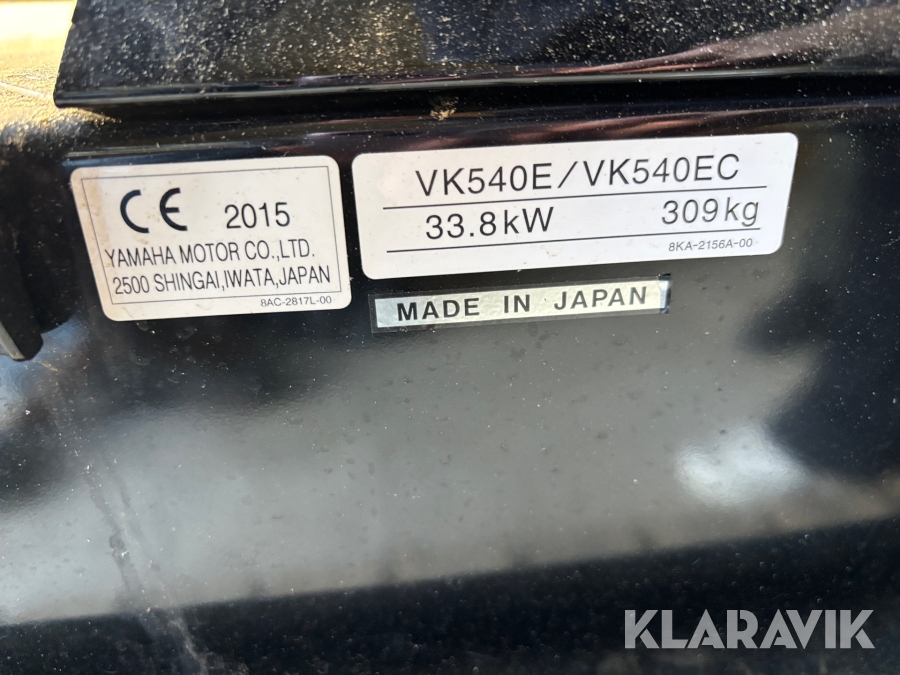 CE 2015
YAMAHA MOTOR CO.,LTD.
2500 SHINGAI,IWATA,JAPAN
8AC-2817L-00
VK540E/VK540EC
33.8kW 309kg
8KA-2156A-00
MADE IN JAPAN
KLARAVIK